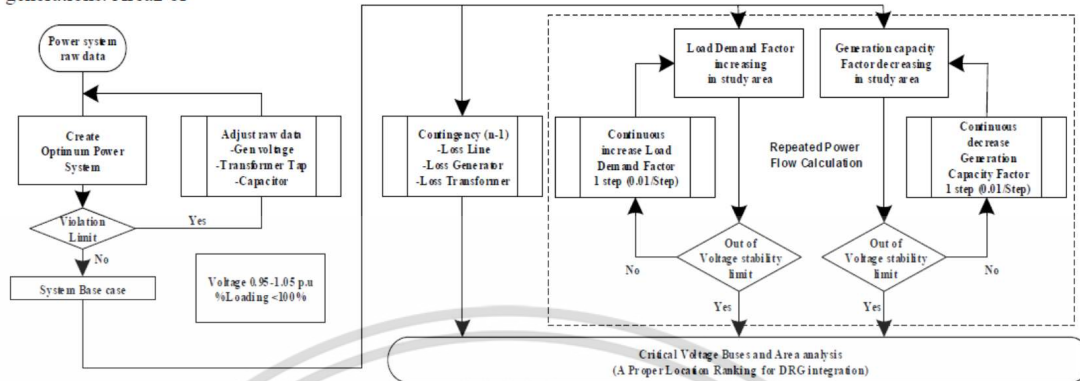 Power system
raw data
Create
Optimum Power
System
Violation
Limit
Yes
No
System Base case
Adjust raw data
-Gen voltage
-Transformer Tap
-Capacitor
Voltage 0.95-1.05 p.u
%Loading <100%
Contingency (n-1)
-Loss Line
-Loss Generator
-Loss Transformer
Load Demand Factor
increasing
in study area
Continuous
increase Load
Demand Factor
1 step (0.01/Step)
Out of
Voltage stability
limit
No
Yes
Repeated Power
Flow Calculation
Generation capacity
Factor decreasing
in study area
Continuous
decrease
Generation
Capacity Factor
1 step (0.01/Step)
Out of
Voltage stability
limit
No
Yes
Critical Voltage Buses and Area analysis
(A Proper Location Ranking for DRG integration)